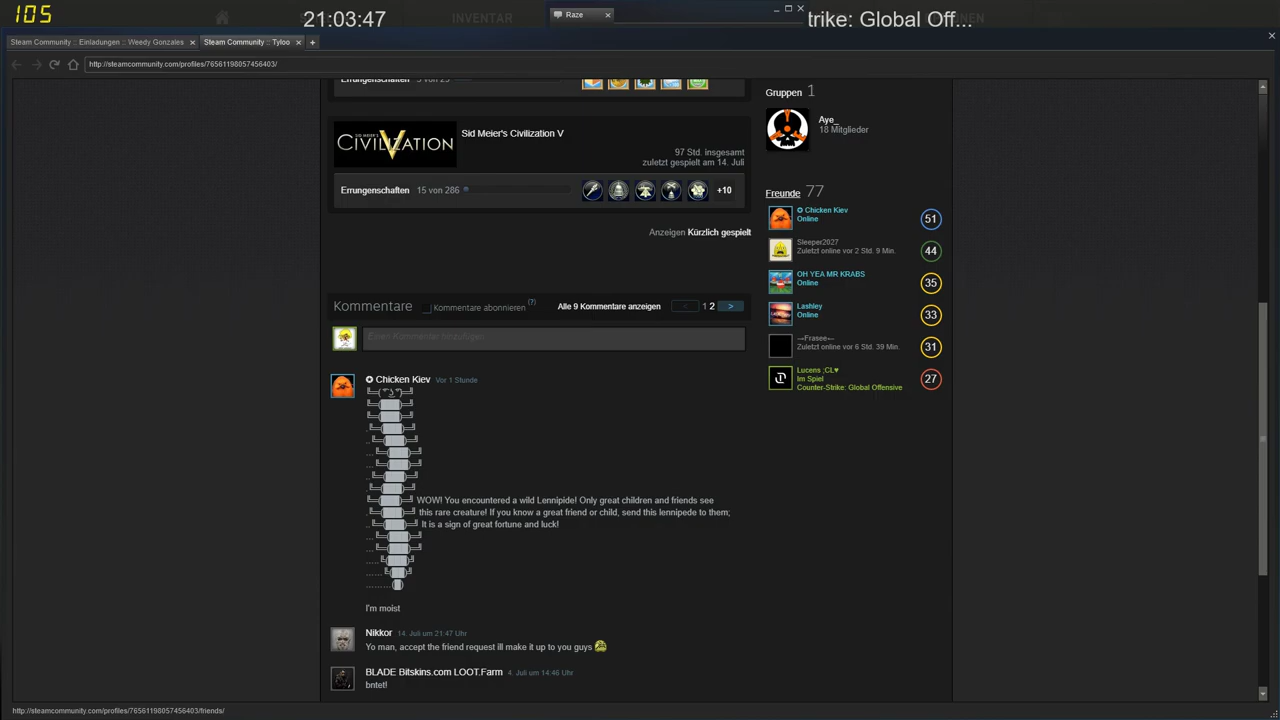 105
21:03:47
INVENTAR
Raze
trike: Global Off...
Steam Community :: Einladungen :: Weedy Gonzales
Steam Community :: Tyloo
http://steamcommunity.com/profiles/76561198057456403/
Errungenschaften
SID MEIER'S
CIVILIZATION
V
Sid Meier's Civilization V
97 Std. insgesamt
zuletzt gespielt am 14. Juli
Errungenschaften 15 von 286
+10
Anzeigen Kürzlich gespielt
Kommentare
Kommentare abonnieren (?)
Alle 9 Kommentare anzeigen
< 1 2 >
Einen Kommentar hinzufügen
Chicken Kiev Vor 1 Stunde
WOW! You encountered a wild Lennipide! Only great children and friends see
this rare creature! If you know a great friend or child, send this lennipede to them;
It is a sign of great fortune and luck!
I'm moist
Nikkor 14. Juli um 21:47 Uhr
Yo man, accept the friend request ill make it up to you guys
BLADE Bitskins.com LOOT.Farm 4. Juli um 14:46 Uhr
bntet!
Gruppen 1
Aye_
18 Mitglieder
Freunde 77
Chicken Kiev
Online
51
Sleeper2027
Zuletzt online vor 2 Std. 9 Min.
44
OH YEA MR KRABS
Online
35
Lashley
Online
33
Frasee
Zuletzt online vor 6 Std. 39 Min.
31
Lucens ;CL♥
Im Spiel
Counter-Strike: Global Offensive
27
http://steamcommunity.com/profiles/76561198057456403/friends/